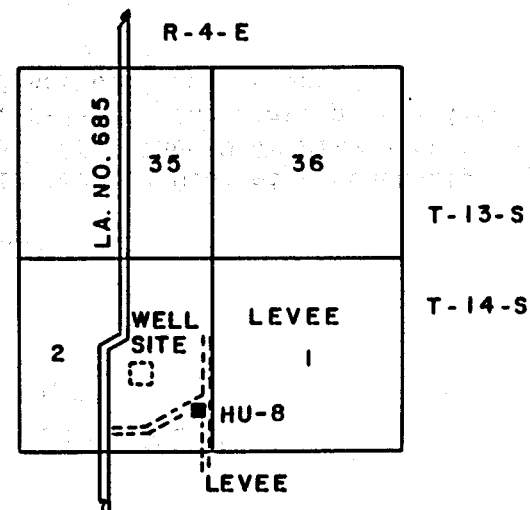 R-4-E
LA. NO. 685
35
36
T-13-S
T-14-S
WELL
SITE
LEVEE
2
1
HU-8
LEVEE